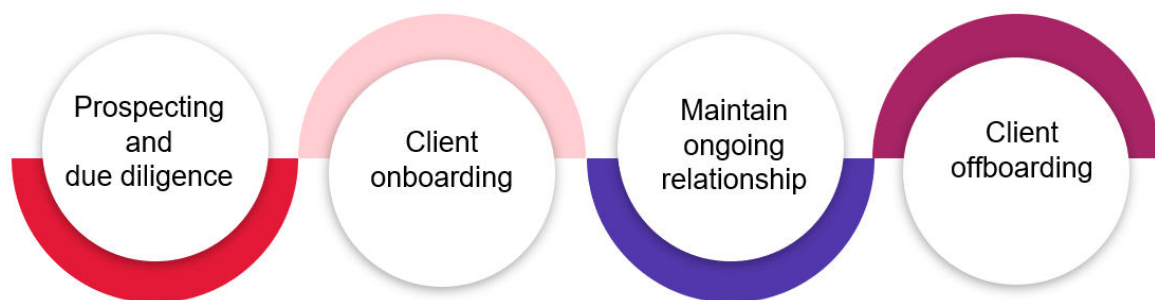 Prospecting
and
due diligence
Client
onboarding
Maintain
ongoing
relationship
Client
offboarding